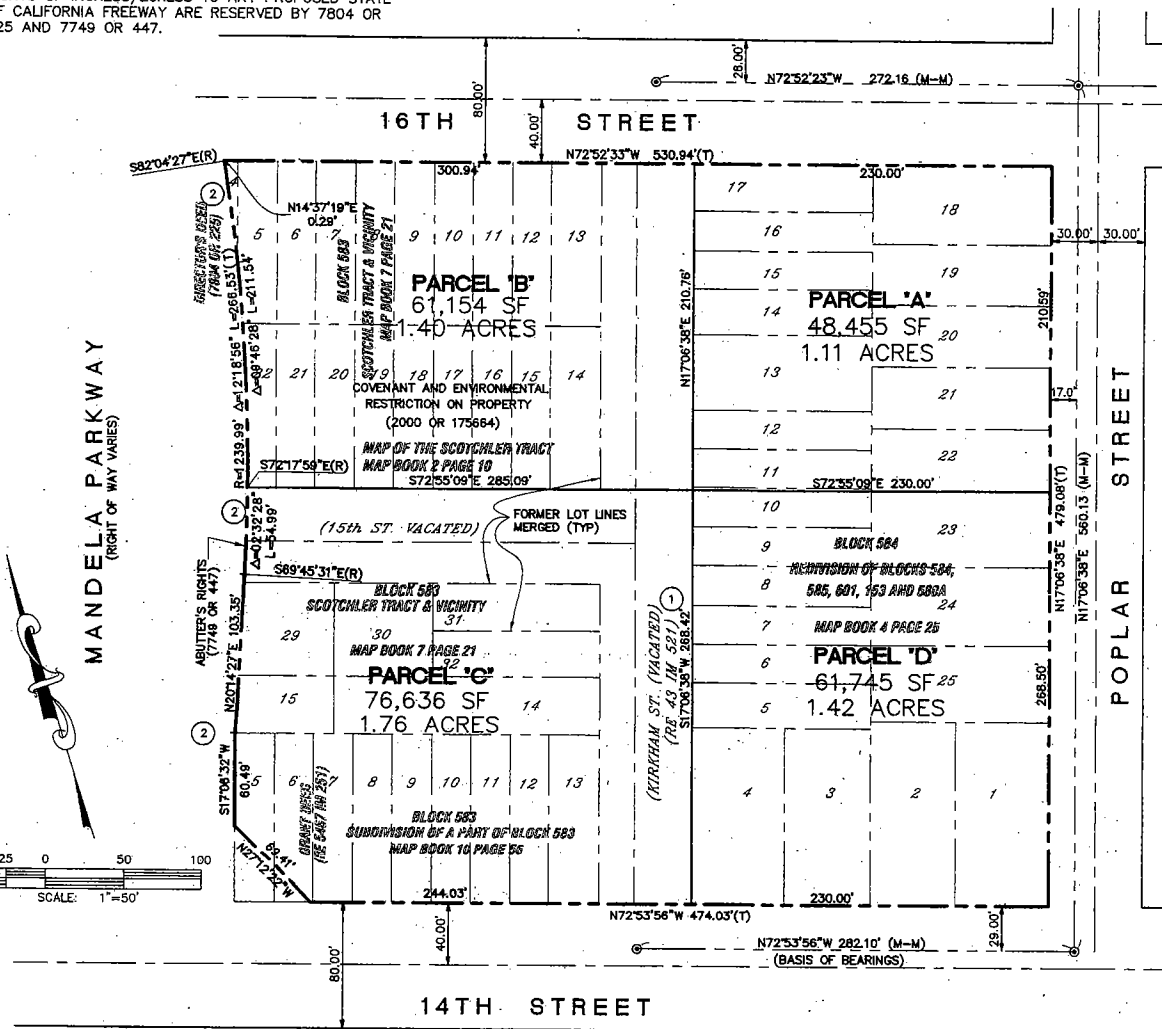 F CALIFORNIA FREEWAY ARE RESERVED BY 7804 OR
25 AND 7749 OR 447.
80.00'
28.00'
N72°52'23"W 272.16 (M-M)
16TH STREET
40.00'
S82°04'27"E(R)
N72°52'33"W 530.94'(T)
300.94'
230.00'
2
N14°37'19"E
0.29'
DIRECTOR'S DEED
(7804 OR 225)
5 6 7 8 9 10 11 12 13
BLOCK 583
SCOTCHLER TRACT & VICINITY
MAP BOOK 7 PAGE 21
PARCEL "B"
61,154 SF
1.40 ACRES
R=1239.99' Δ=12°18'56" L=266.53'(T)
Δ=09°46'28" L=211.54'
22 21 20 19 18 17 16 15 14
COVENANT AND ENVIRONMENTAL
RESTRICTION ON PROPERTY
(2000 OR 175664)
MAP OF THE SCOTCHLER TRACT
MAP BOOK 2 PAGE 10
N17°06'38"E 210.76'
17
16
15
14
13
12
11
18
19
20
21
22
PARCEL "A"
48,455 SF
1.11 ACRES
30.00' 30.00'
210.59'
17.0'
MANDELA PARKWAY
(RIGHT OF WAY VARIES)
S72°17'59"E(R)
S72°55'09"E 285.09'
S72°55'09"E 230.00'
2
Δ=02°32'28"
L=54.99'
(15th ST. VACATED)
FORMER LOT LINES
MERGED (TYP)
S69°45'31"E(R)
ABUTTER'S RIGHTS
(7749 OR 447)
N20°14'27"E 103.35'
BLOCK 583
SCOTCHLER TRACT & VICINITY
31
29 30
MAP BOOK 7 PAGE 21
32
PARCEL "C"
76,636 SF
1.76 ACRES
15 14
1
(KIRKHAM ST. (VACATED)
(RE 43 IM 521)
S17°06'38"W 268.42'
10
9
8
7
6
5
23
24
25
BLOCK 584
REDIVISION OF BLOCKS 584,
585, 601, 153 AND 580A
MAP BOOK 4 PAGE 25
PARCEL "D"
61,745 SF
1.42 ACRES
268.50'
N17°06'38"E 479.08'(T)
N17°06'38"E 560.13 (M-M)
POPLAR STREET
2
S17°06'32"W
60.49'
5 6 7 8 9 10 11 12 13
GRANT DEED
BLOCK 583
SUBDIVISION OF A PART OF BLOCK 583
MAP BOOK 10 PAGE 55
4 3 2 1
69.41'
N27°12'22"W
25 0 50 100
SCALE: 1"=50'
244.03'
230.00'
N72°53'56"W 474.03'(T)
80.00'
40.00'
29.00'
N72°53'56"W 282.10' (M-M)
(BASIS OF BEARINGS)
14TH STREET